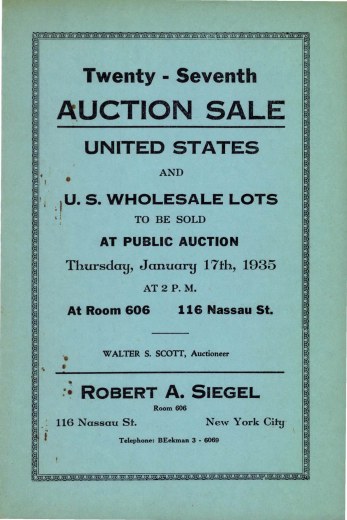 Twenty - Seventh
AUCTION SALE
UNITED STATES
AND
U. S. WHOLESALE LOTS
TO BE SOLD
AT PUBLIC AUCTION
Thursday, January 17th, 1935
AT 2 P. M.
At Room 606 116 Nassau St.
WALTER S. SCOTT, Auctioneer
ROBERT A. SIEGEL
Room 606
116 Nassau St. New York City
Telephone: BEekman 3 - 6069